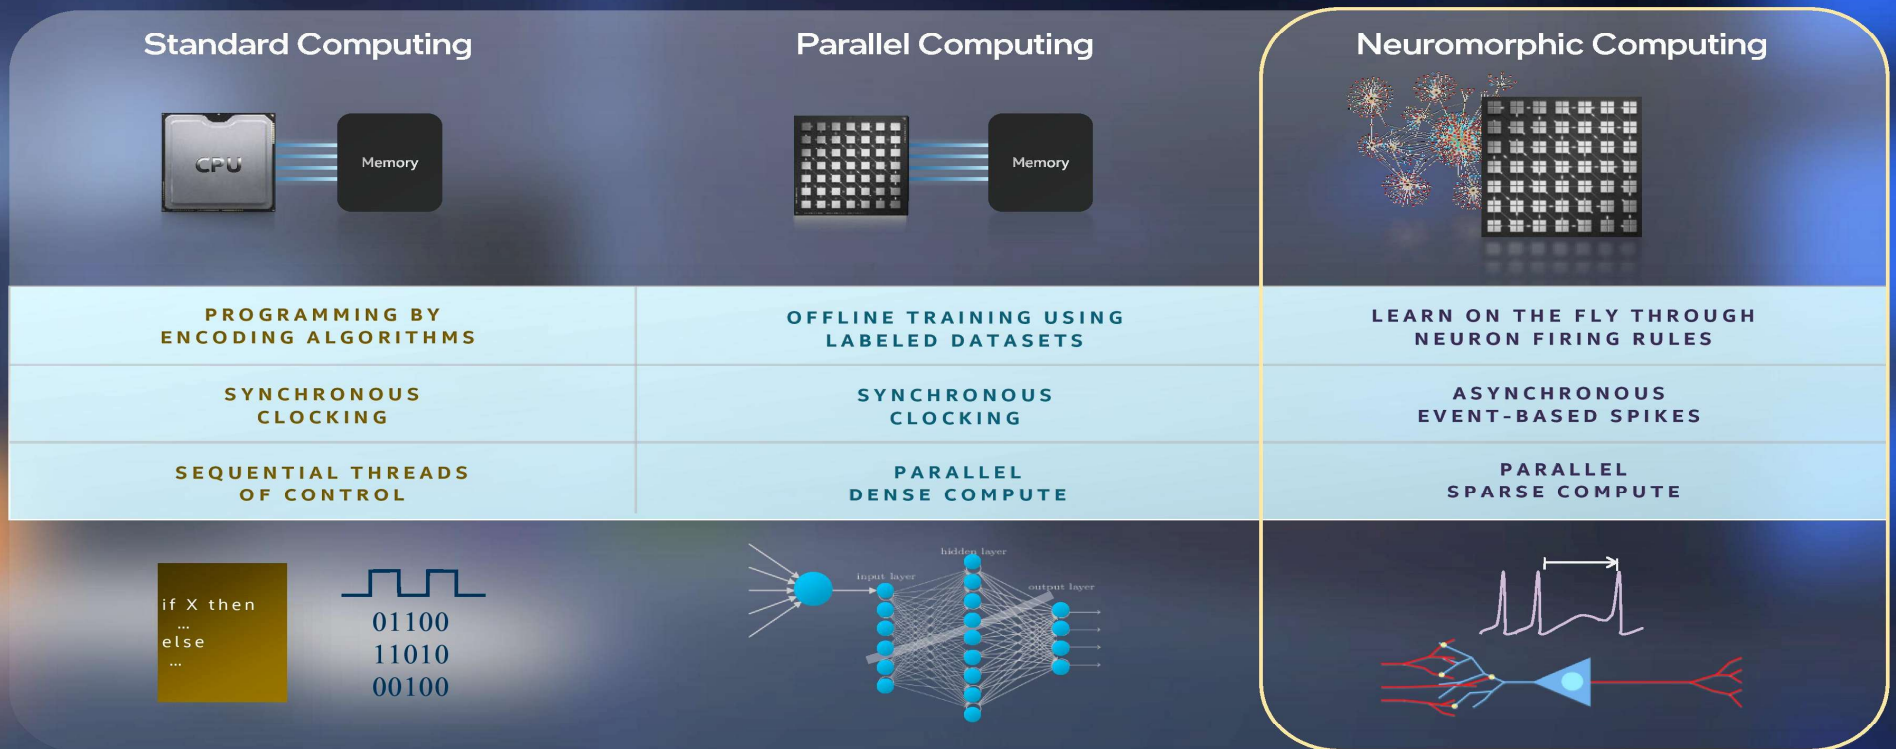 Standard Computing
Parallel Computing
Neuromorphic Computing
CPU
Memory
Memory
PROGRAMMING BY
ENCODING ALGORITHMS
OFFLINE TRAINING USING
LABELED DATASETS
LEARN ON THE FLY THROUGH
NEURON FIRING RULES
SYNCHRONOUS
CLOCKING
SYNCHRONOUS
CLOCKING
ASYNCHRONOUS
EVENT-BASED SPIKES
SEQUENTIAL THREADS
OF CONTROL
PARALLEL
DENSE COMPUTE
PARALLEL
SPARSE COMPUTE
if X then
...
else
...
01100
11010
00100
input layer
hidden layer
output layer